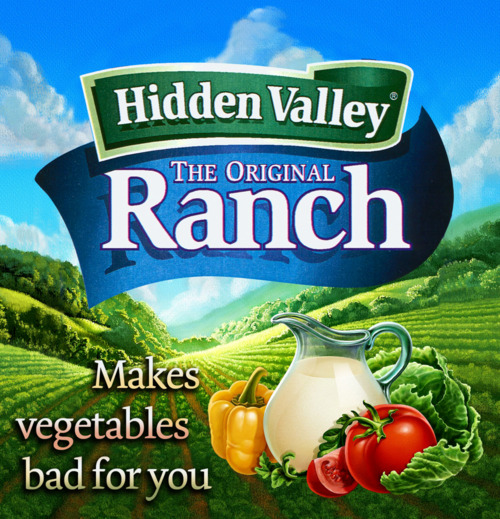 Hidden Valley®
The Original
Ranch
Makes
vegetables
bad for you